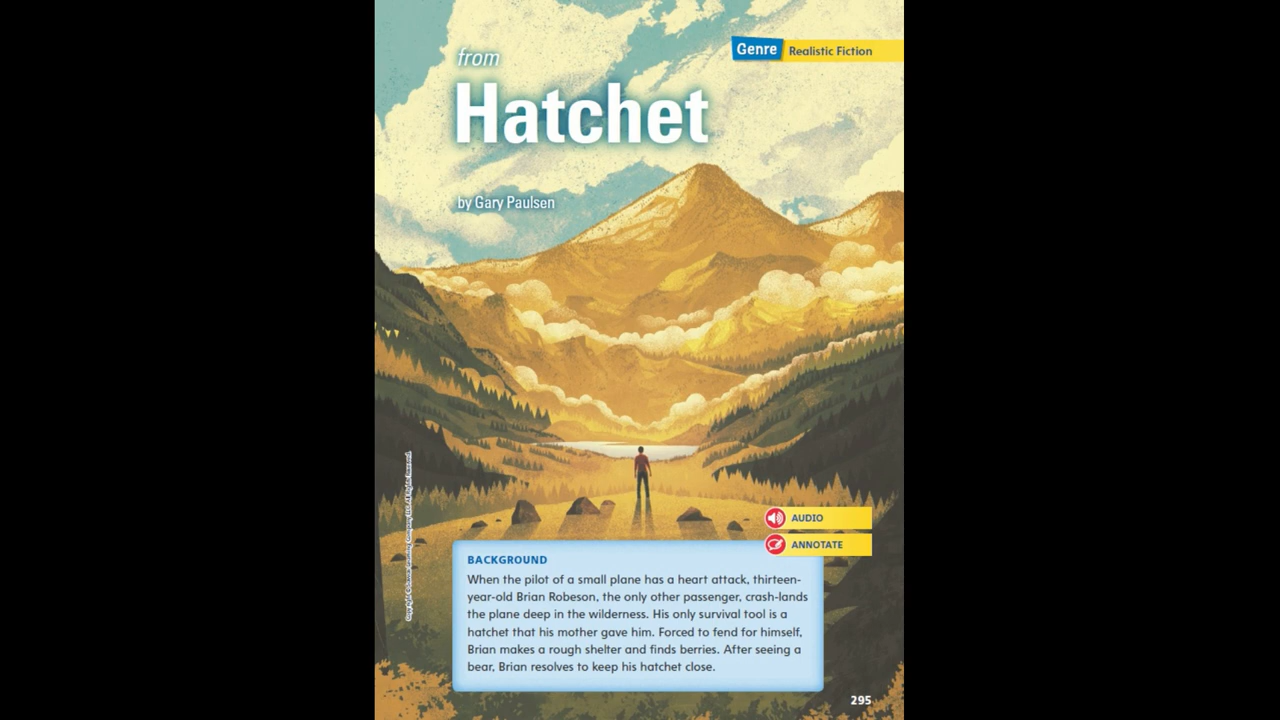 Genre Realistic Fiction
from
Hatchet
by Gary Paulsen
AUDIO
ANNOTATE
BACKGROUND
When the pilot of a small plane has a heart attack, thirteen-
year-old Brian Robeson, the only other passenger, crash-lands
the plane deep in the wilderness. His only survival tool is a
hatchet that his mother gave him. Forced to fend for himself,
Brian makes a rough shelter and finds berries. After seeing a
bear, Brian resolves to keep his hatchet close.
295